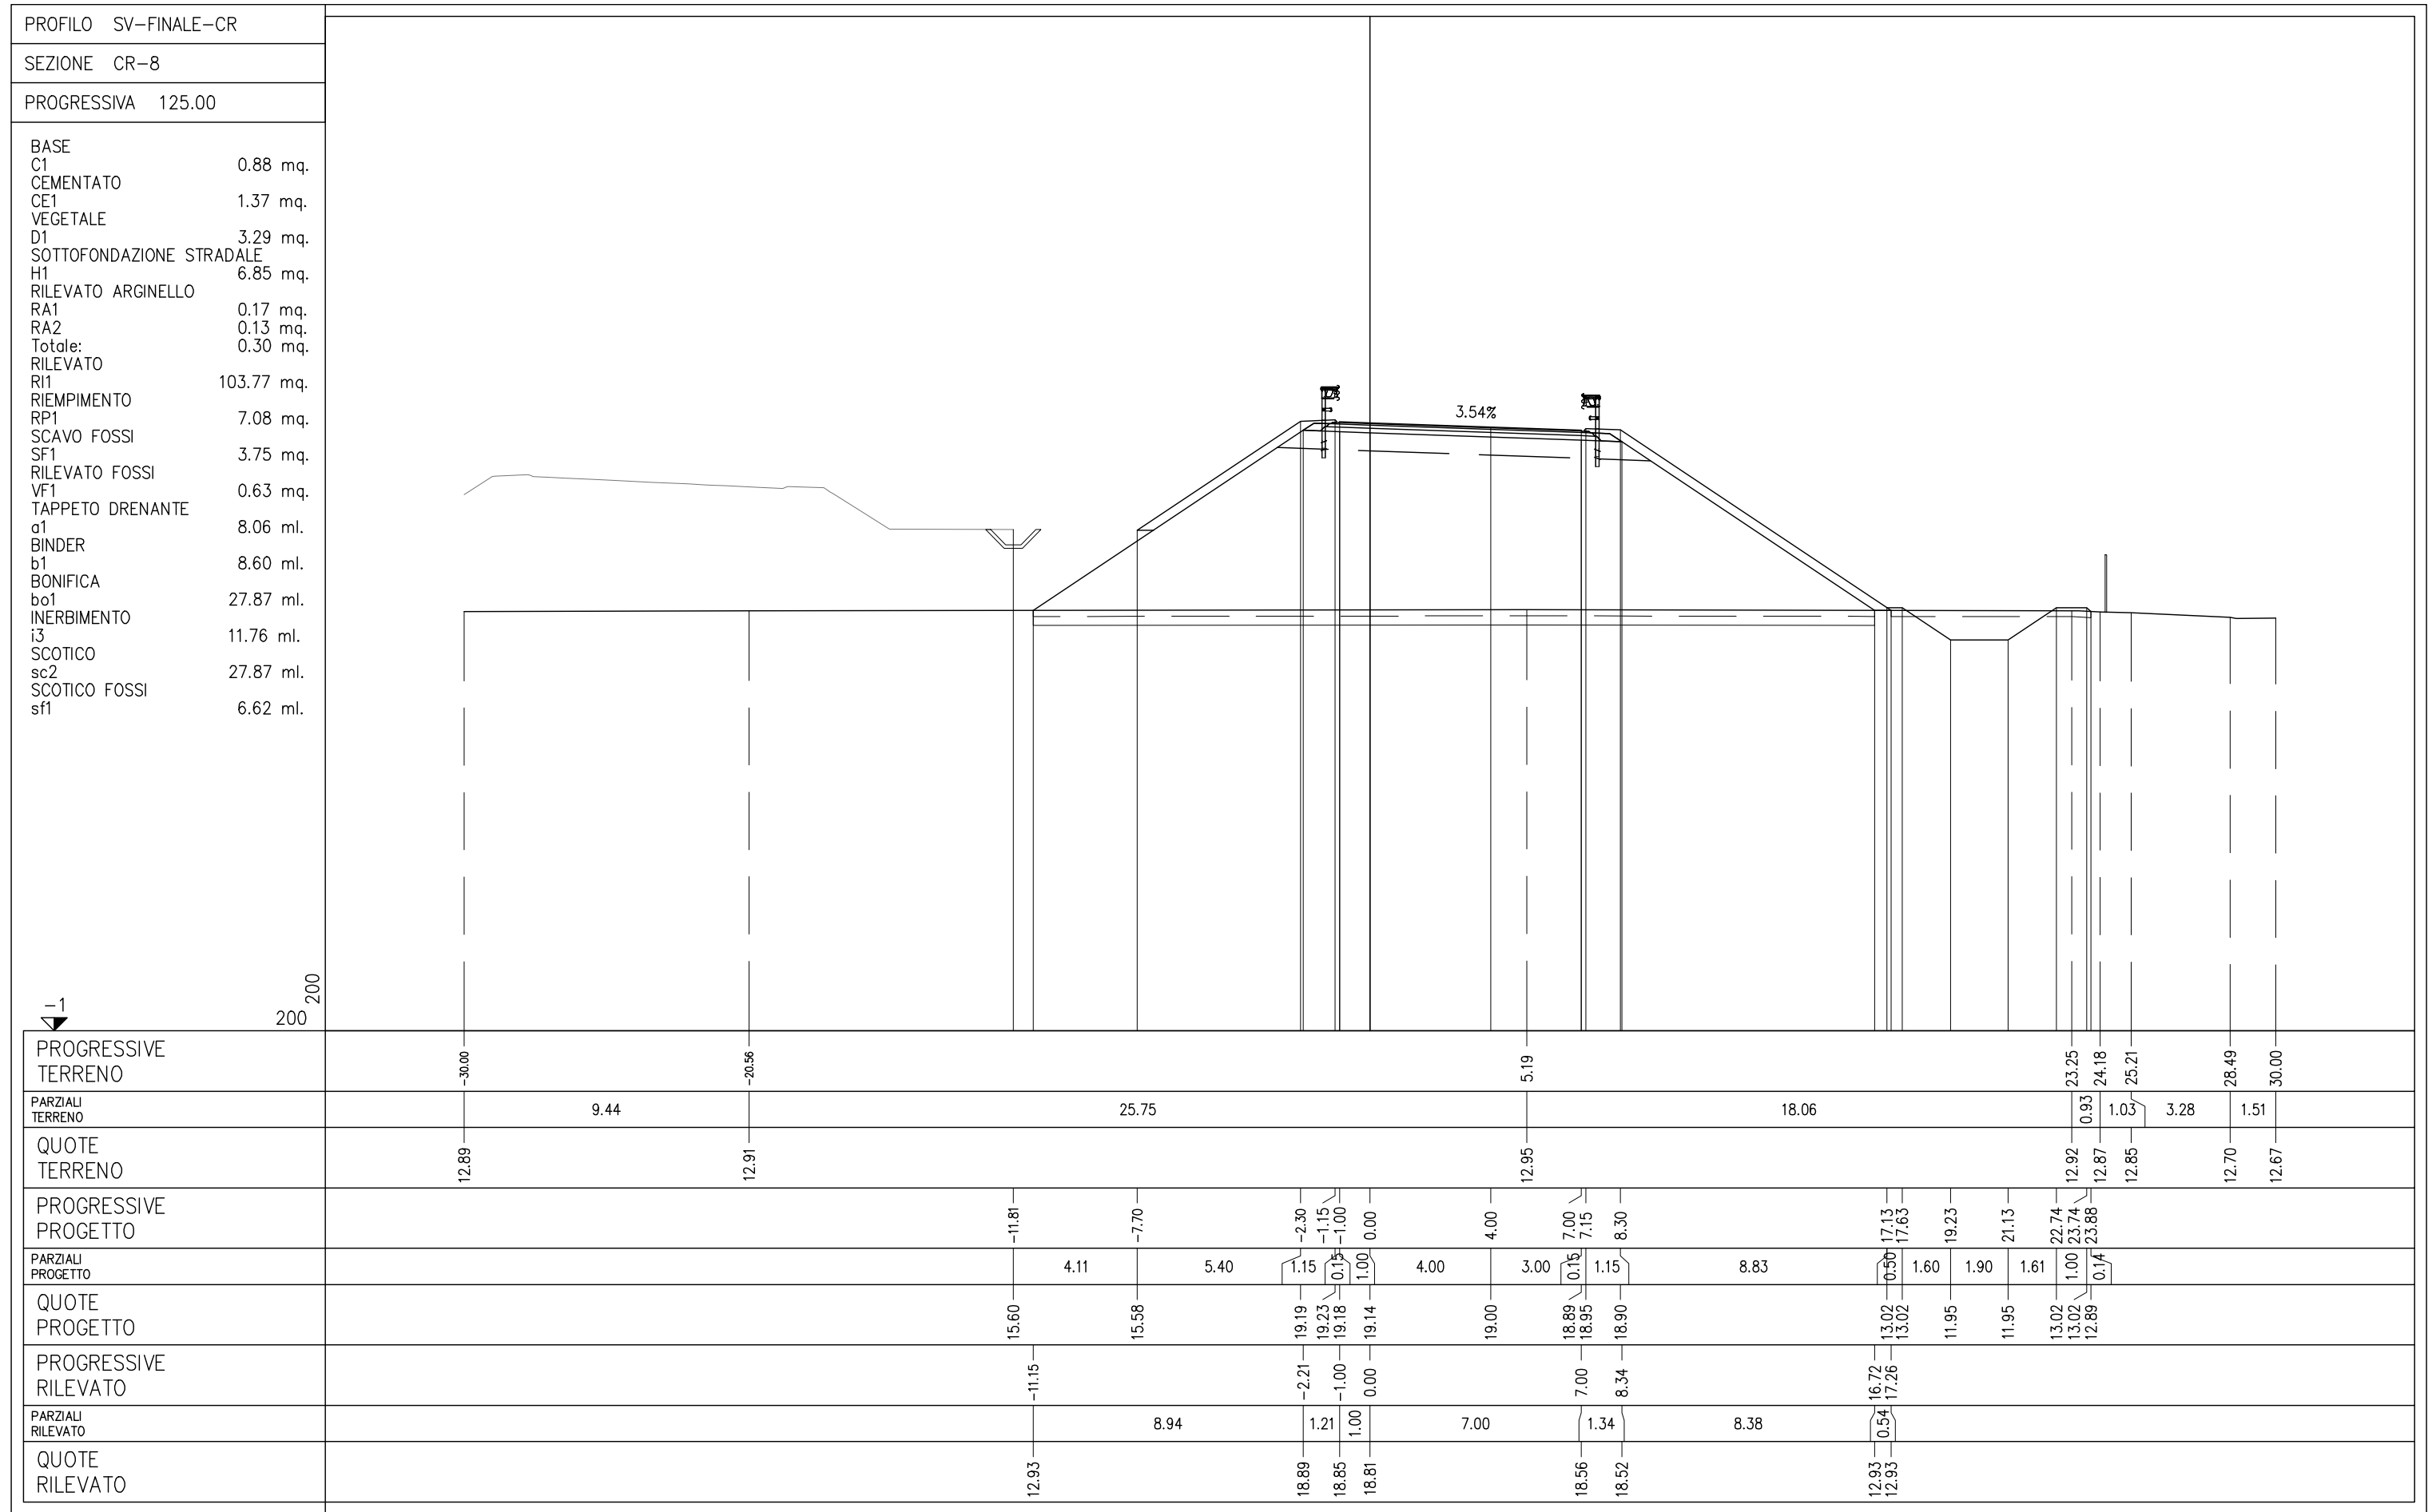 PROFILO SV-FINALE-CR
SEZIONE CR-8
PROGRESSIVA 125.00
BASE
C1 0.88 mq.
CEMENTATO
CE1 1.37 mq.
VEGETALE
D1 3.29 mq.
SOTTOFONDAZIONE STRADALE
H1 6.85 mq.
RILEVATO ARGINELLO
RA1 0.17 mq.
RA2 0.13 mq.
Totale: 0.30 mq.
RILEVATO
RI1 103.77 mq.
RIEMPIMENTO
RP1 7.08 mq.
SCAVO FOSSI
SF1 3.75 mq.
RILEVATO FOSSI
VF1 0.63 mq.
TAPPETO DRENANTE
a1 8.06 ml.
BINDER
b1 8.60 ml.
BONIFICA
bo1 27.87 ml.
INERBIMENTO
i3 11.76 ml.
SCOTICO
sc2 27.87 ml.
SCOTICO FOSSI
sf1 6.62 ml.
3.54%
-1
200
200
PROGRESSIVE TERRENO
-30.00 -20.56 5.19 23.25 24.18 25.21 28.49 30.00
PARZIALI TERRENO
9.44 25.75 18.06 0.93 1.03 3.28 1.51
QUOTE TERRENO
12.89 12.91 12.95 12.92 12.87 12.85 12.70 12.67
PROGRESSIVE PROGETTO
-11.81 -7.70 -2.30 -1.15 -1.00 0.00 4.00 7.00 7.15 8.30 17.13 17.63 19.23 21.13 22.74 23.74 23.88
PARZIALI PROGETTO
4.11 5.40 1.15 0.15 1.00 4.00 3.00 0.15 1.15 8.83 0.50 1.60 1.90 1.61 1.00 0.14
QUOTE PROGETTO
15.60 15.58 19.19 19.23 19.18 19.14 19.00 18.89 18.95 18.90 13.02 13.02 11.95 11.95 13.02 13.02 12.89
PROGRESSIVE RILEVATO
-11.15 -2.21 -1.00 0.00 7.00 8.34 16.72 17.26
PARZIALI RILEVATO
8.94 1.21 1.00 7.00 1.34 8.38 0.54
QUOTE RILEVATO
12.93 18.89 18.85 18.81 18.56 18.52 12.93 12.93